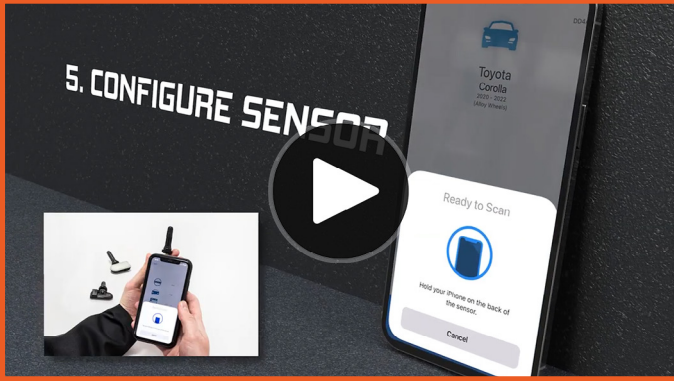 5. CONFIGURE SENSOR
Toyota
Corolla
2020 - 2022
(Alloy Wheels)
Ready to Scan
Hold your iPhone on the back of
the sensor.
Cancel